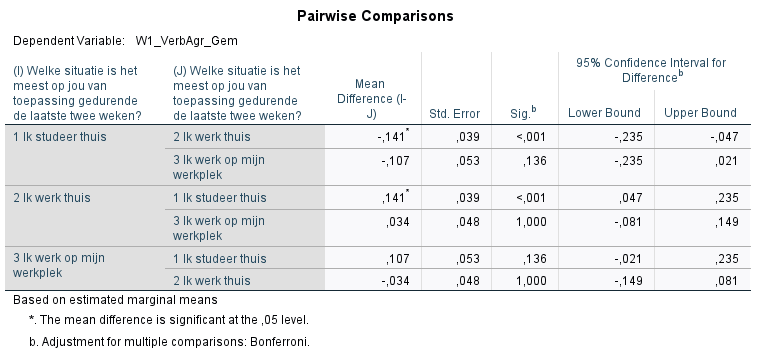 Pairwise Comparisons
Dependent Variable: W1_VerbAgr_Gem
(I) Welke situatie is het meest op jou van toepassing gedurende de laatste twee weken? (J) Welke situatie is het meest op jou van toepassing gedurende de laatste twee weken? Mean Difference (I-J) Std. Error Sig.b 95% Confidence Interval for Differenceb
Lower Bound Upper Bound
1 Ik studeer thuis 2 Ik werk thuis -,141* ,039 <,001 -,235 -,047
3 Ik werk op mijn werkplek -,107 ,053 ,136 -,235 ,021
2 Ik werk thuis 1 Ik studeer thuis ,141* ,039 <,001 ,047 ,235
3 Ik werk op mijn werkplek ,034 ,048 1,000 -,081 ,149
3 Ik werk op mijn werkplek 1 Ik studeer thuis ,107 ,053 ,136 -,021 ,235
2 Ik werk thuis -,034 ,048 1,000 -,149 ,081
Based on estimated marginal means
*. The mean difference is significant at the ,05 level.
b. Adjustment for multiple comparisons: Bonferroni.